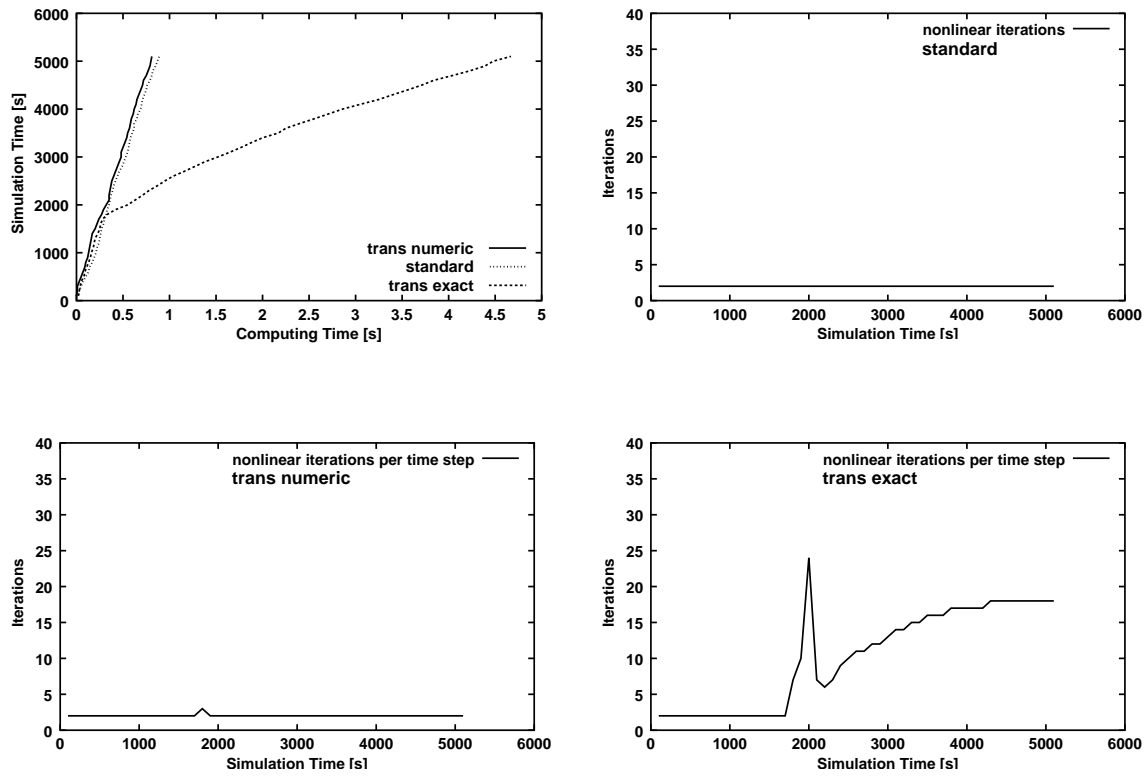 6000
5000
4000
3000
2000
1000
0
Simulation Time [s]
trans numeric
standard
trans exact
0 0.5 1 1.5 2 2.5 3 3.5 4 4.5 5
Computing Time [s]
40
35
30
25
20
15
10
5
0
Iterations
nonlinear iterations
standard
0 1000 2000 3000 4000 5000 6000
Simulation Time [s]
40
35
30
25
20
15
10
5
0
Iterations
nonlinear iterations per time step
trans numeric
0 1000 2000 3000 4000 5000 6000
Simulation Time [s]
40
35
30
25
20
15
10
5
0
Iterations
nonlinear iterations per time step
trans exact
0 1000 2000 3000 4000 5000 6000
Simulation Time [s]